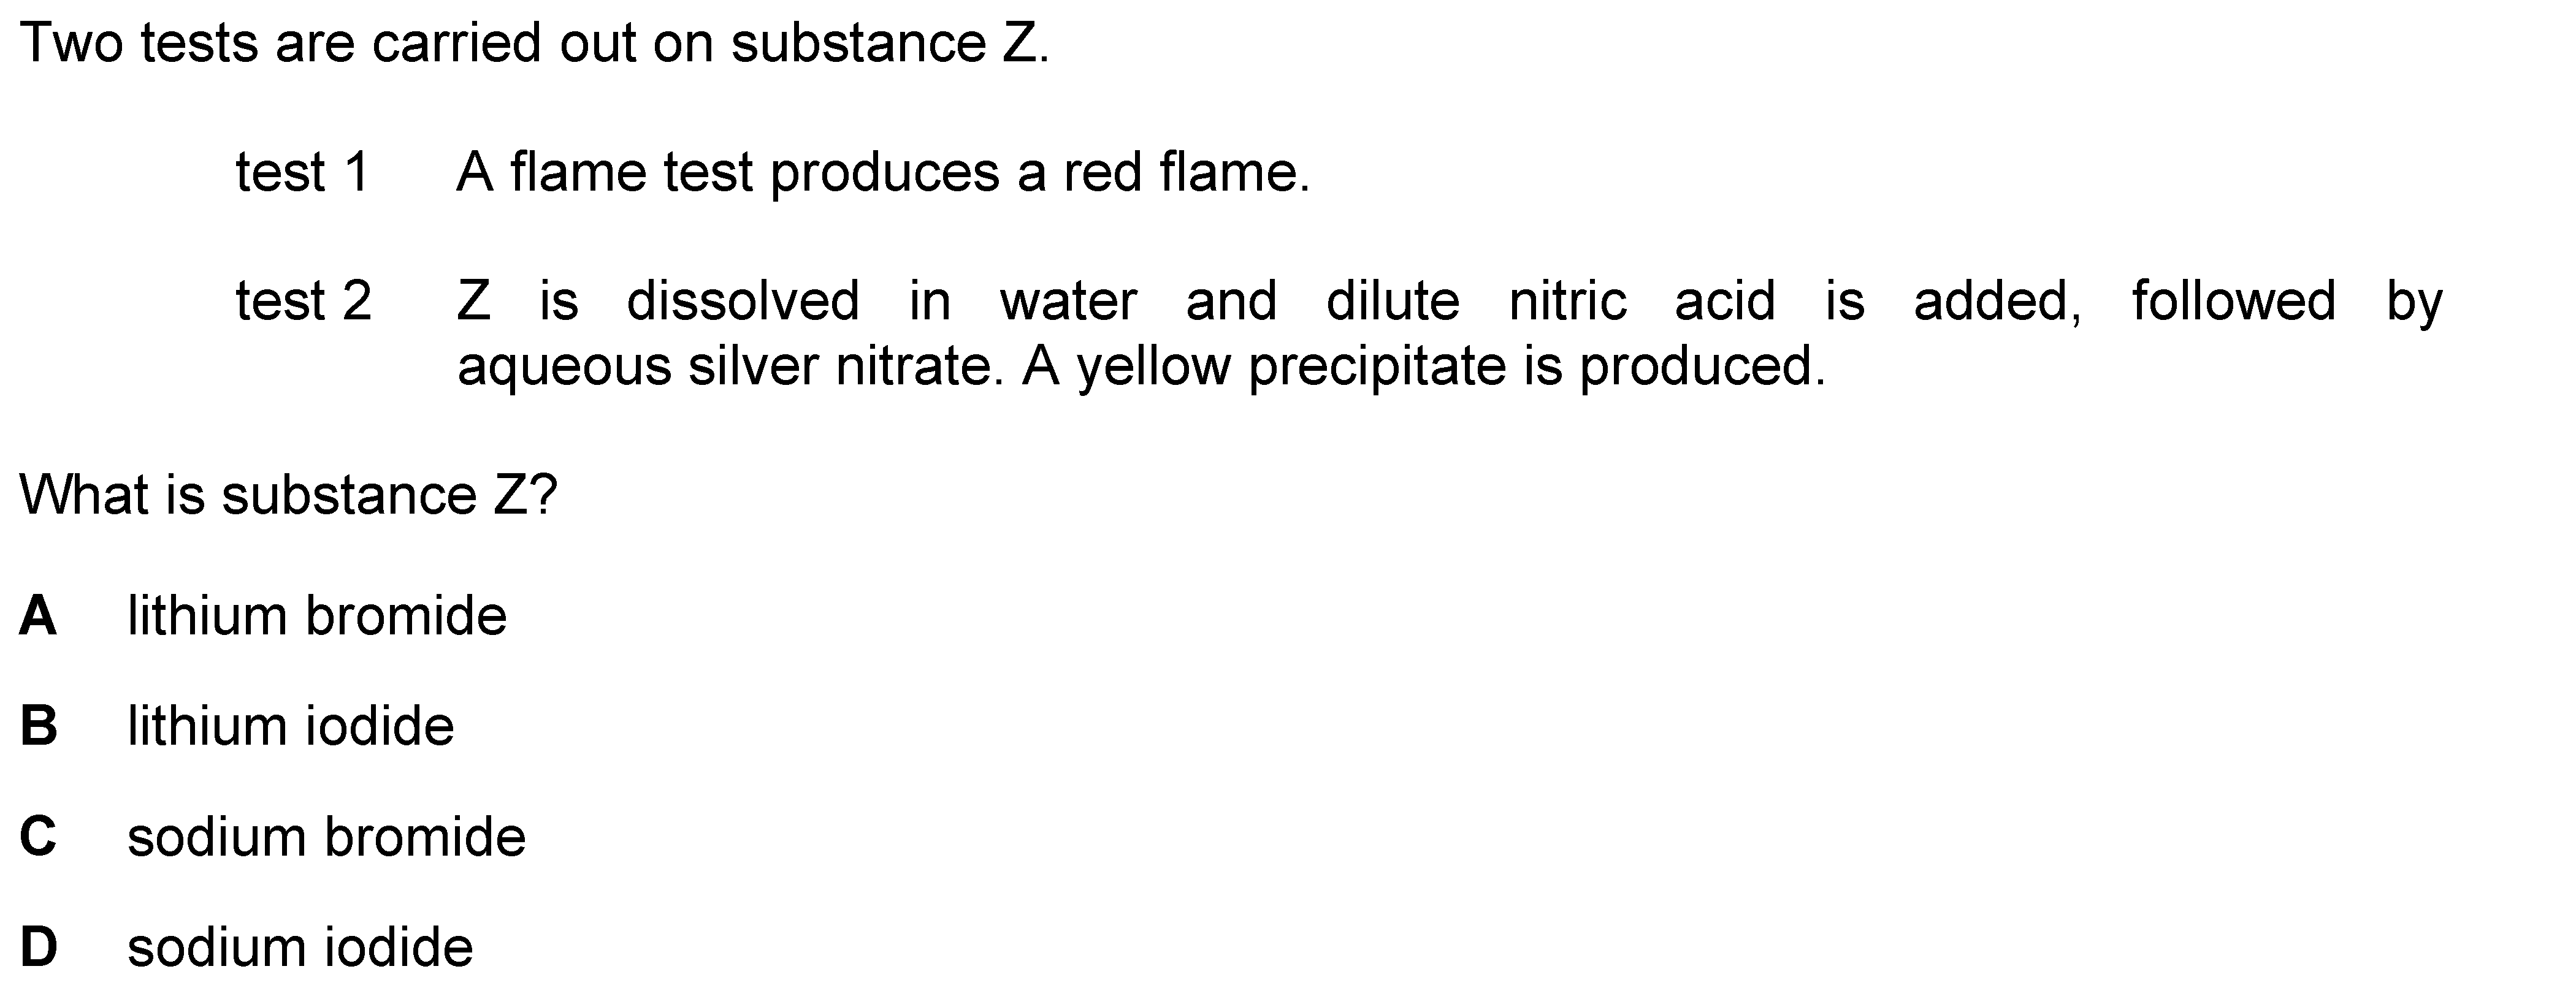 Two tests are carried out on substance Z.
test 1 A flame test produces a red flame.
test 2 Z is dissolved in water and dilute nitric acid is added, followed by
aqueous silver nitrate. A yellow precipitate is produced.
What is substance Z?
A lithium bromide
B lithium iodide
C sodium bromide
D sodium iodide